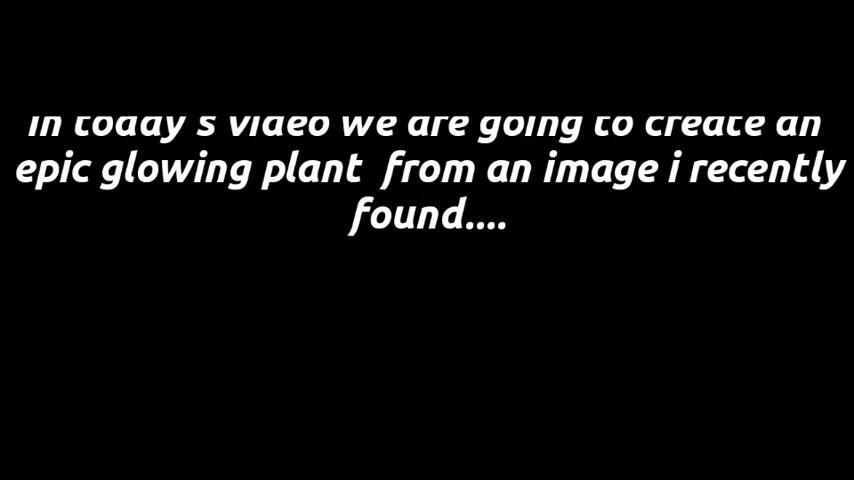 in today's video we are going to create an
epic glowing plant from an image i recently
found....